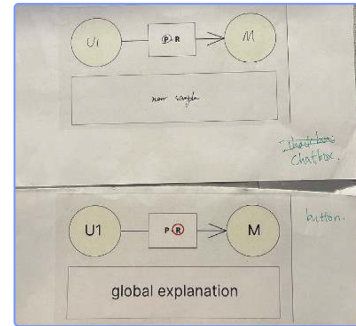 U1 P R M
new sample
Chatbox.
U1 P R M
button.
global explanation